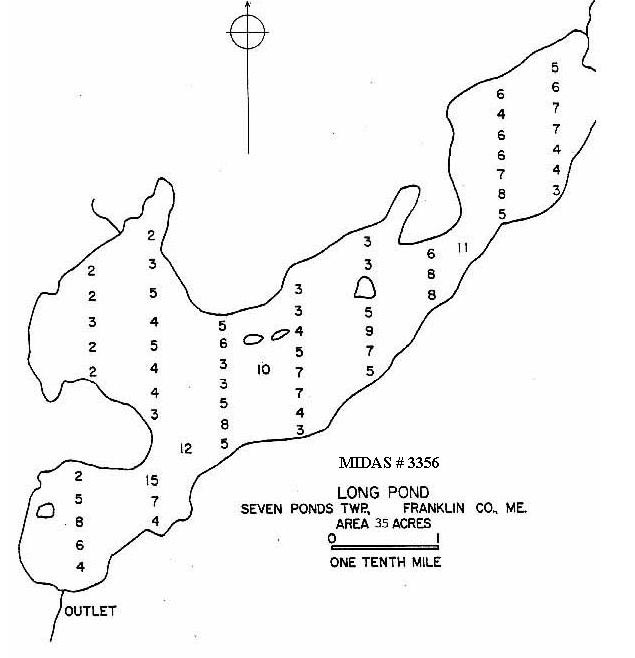 5
6 6
4 7
6 7
6 4
7 4
8 3
5
2 3 6 11
2 3 3 8
2 5 3 8
3 4 5 3 5
2 5 6 4 9
2 4 3 10 5 7
4 3 7 5
3 5 7
12 8 4
5 3
2 15
5 7
8 4
6
4
MIDAS # 3356
LONG POND
SEVEN PONDS TWP., FRANKLIN CO., ME.
AREA 35 ACRES
0 1
ONE TENTH MILE
OUTLET